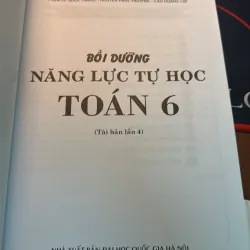 BỒI DƯỠNG
NĂNG LỰC TỰ HỌC
TOÁN 6
(Tái bản lần 4)
NHÀ XUẤT BẢN ĐẠI HỌC QUỐC GIA HÀ NỘI